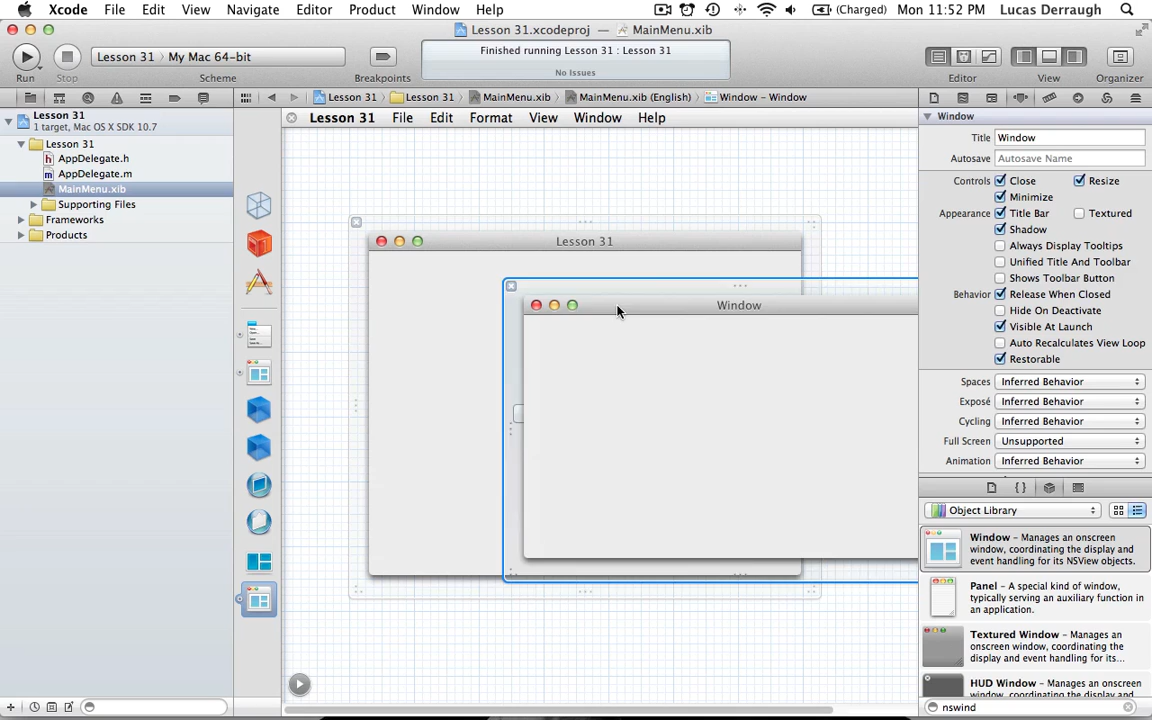 Xcode File Edit View Navigate Editor Product Window Help (Charged) Mon 11:52 PM Lucas Derraugh
Lesson 31.xcodeproj — MainMenu.xib
Lesson 31 › My Mac 64-bit
Finished running Lesson 31 : Lesson 31
No Issues
Run Stop Scheme Breakpoints Editor View Organizer
Lesson 31 › Lesson 31 › MainMenu.xib › MainMenu.xib (English) › Window – Window
Lesson 31
1 target, Mac OS X SDK 10.7
Lesson 31
AppDelegate.h
AppDelegate.m
MainMenu.xib
Supporting Files
Frameworks
Products
Lesson 31 File Edit Format View Window Help
Lesson 31
Window
Window
Title Window
Autosave Autosave Name
Controls Close Resize
Minimize
Appearance Title Bar Textured
Shadow
Always Display Tooltips
Unified Title And Toolbar
Shows Toolbar Button
Behavior Release When Closed
Hide On Deactivate
Visible At Launch
Auto Recalculates View Loop
Restorable
Spaces Inferred Behavior
Exposé Inferred Behavior
Cycling Inferred Behavior
Full Screen Unsupported
Animation Inferred Behavior
Object Library
Window – Manages an onscreen
window, coordinating the display and
event handling for its NSView objects.
Panel – A special kind of window,
typically serving an auxiliary function in
an application.
Textured Window – Manages an
onscreen window, coordinating the
display and event handling for its...
HUD Window – Manages an onscreen
window, coordinating the display and
nswind